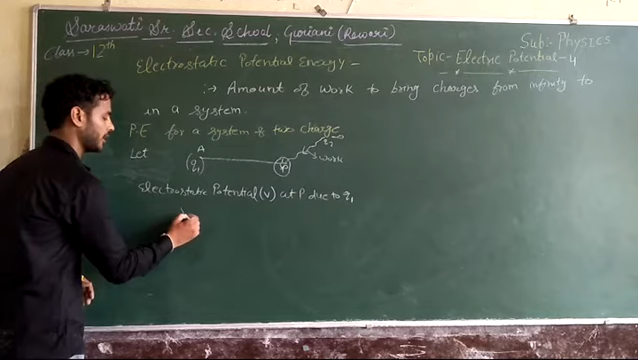 Saraswati Sr. Sec. School, Guriani (Rewari)
Sub:- Physics
Class → 12th
Topic- Electric Potential-4
Electrostatic Potential Energy -
:→ Amount of work to bring charges from infinity to
in a system.
P.E for a system of two charge
Let
A
q1
P
q2
∞
work
Electrostatic Potential (V) at P due to q1